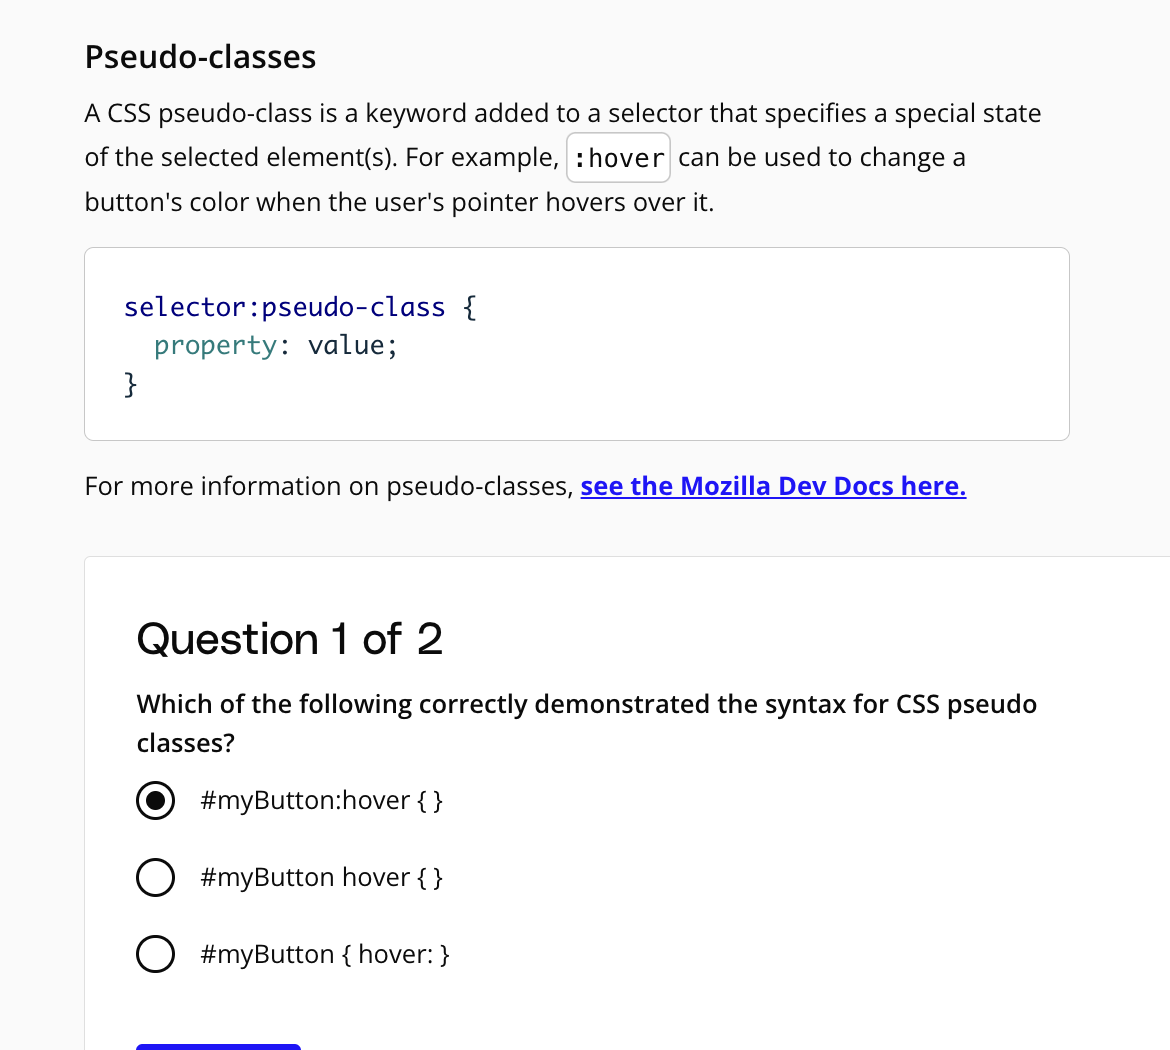 Pseudo-classes
A CSS pseudo-class is a keyword added to a selector that specifies a special state
of the selected element(s). For example, :hover can be used to change a
button's color when the user's pointer hovers over it.
selector:pseudo-class {
  property: value;
}
For more information on pseudo-classes, see the Mozilla Dev Docs here.
Question 1 of 2
Which of the following correctly demonstrated the syntax for CSS pseudo
classes?
#myButton:hover { }
#myButton hover { }
#myButton { hover: }